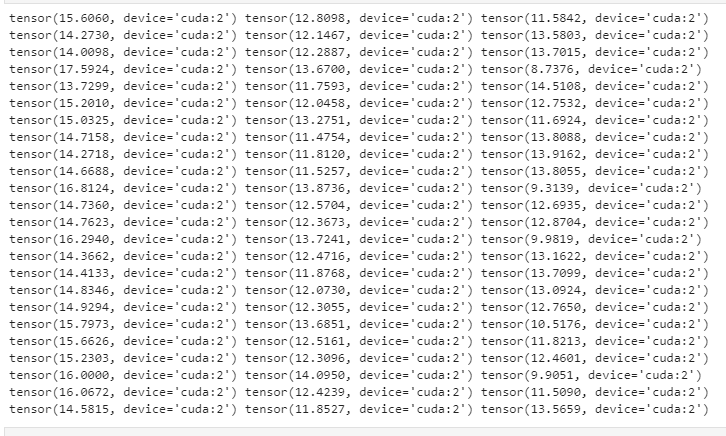 tensor(15.6060, device='cuda:2') tensor(12.8098, device='cuda:2') tensor(11.5842, device='cuda:2')
tensor(14.2730, device='cuda:2') tensor(12.1467, device='cuda:2') tensor(13.5803, device='cuda:2')
tensor(14.0098, device='cuda:2') tensor(12.2887, device='cuda:2') tensor(13.7015, device='cuda:2')
tensor(17.5924, device='cuda:2') tensor(13.6700, device='cuda:2') tensor(8.7376, device='cuda:2')
tensor(13.7299, device='cuda:2') tensor(11.7593, device='cuda:2') tensor(14.5108, device='cuda:2')
tensor(15.2010, device='cuda:2') tensor(12.0458, device='cuda:2') tensor(12.7532, device='cuda:2')
tensor(15.0325, device='cuda:2') tensor(13.2751, device='cuda:2') tensor(11.6924, device='cuda:2')
tensor(14.7158, device='cuda:2') tensor(11.4754, device='cuda:2') tensor(13.8088, device='cuda:2')
tensor(14.2718, device='cuda:2') tensor(11.8120, device='cuda:2') tensor(13.9162, device='cuda:2')
tensor(14.6688, device='cuda:2') tensor(11.5257, device='cuda:2') tensor(13.8055, device='cuda:2')
tensor(16.8124, device='cuda:2') tensor(13.8736, device='cuda:2') tensor(9.3139, device='cuda:2')
tensor(14.7360, device='cuda:2') tensor(12.5704, device='cuda:2') tensor(12.6935, device='cuda:2')
tensor(14.7623, device='cuda:2') tensor(12.3673, device='cuda:2') tensor(12.8704, device='cuda:2')
tensor(16.2940, device='cuda:2') tensor(13.7241, device='cuda:2') tensor(9.9819, device='cuda:2')
tensor(14.3662, device='cuda:2') tensor(12.4716, device='cuda:2') tensor(13.1622, device='cuda:2')
tensor(14.4133, device='cuda:2') tensor(11.8768, device='cuda:2') tensor(13.7099, device='cuda:2')
tensor(14.8346, device='cuda:2') tensor(12.0730, device='cuda:2') tensor(13.0924, device='cuda:2')
tensor(14.9294, device='cuda:2') tensor(12.3055, device='cuda:2') tensor(12.7650, device='cuda:2')
tensor(15.7973, device='cuda:2') tensor(13.6851, device='cuda:2') tensor(10.5176, device='cuda:2')
tensor(15.6626, device='cuda:2') tensor(12.5161, device='cuda:2') tensor(11.8213, device='cuda:2')
tensor(15.2303, device='cuda:2') tensor(12.3096, device='cuda:2') tensor(12.4601, device='cuda:2')
tensor(16.0000, device='cuda:2') tensor(14.0950, device='cuda:2') tensor(9.9051, device='cuda:2')
tensor(16.0672, device='cuda:2') tensor(12.4239, device='cuda:2') tensor(11.5090, device='cuda:2')
tensor(14.5815, device='cuda:2') tensor(11.8527, device='cuda:2') tensor(13.5659, device='cuda:2')